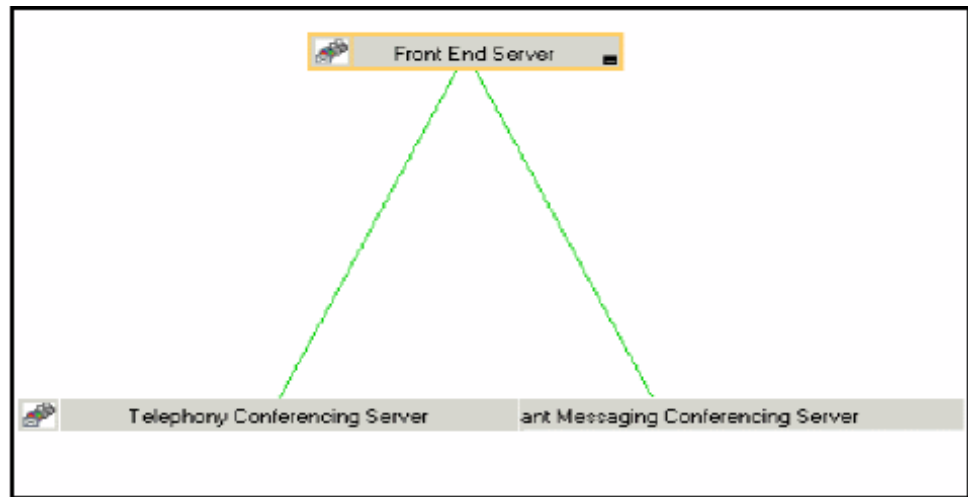 Front End Server
Telephony Conferencing Server
ant Messaging Conferencing Server